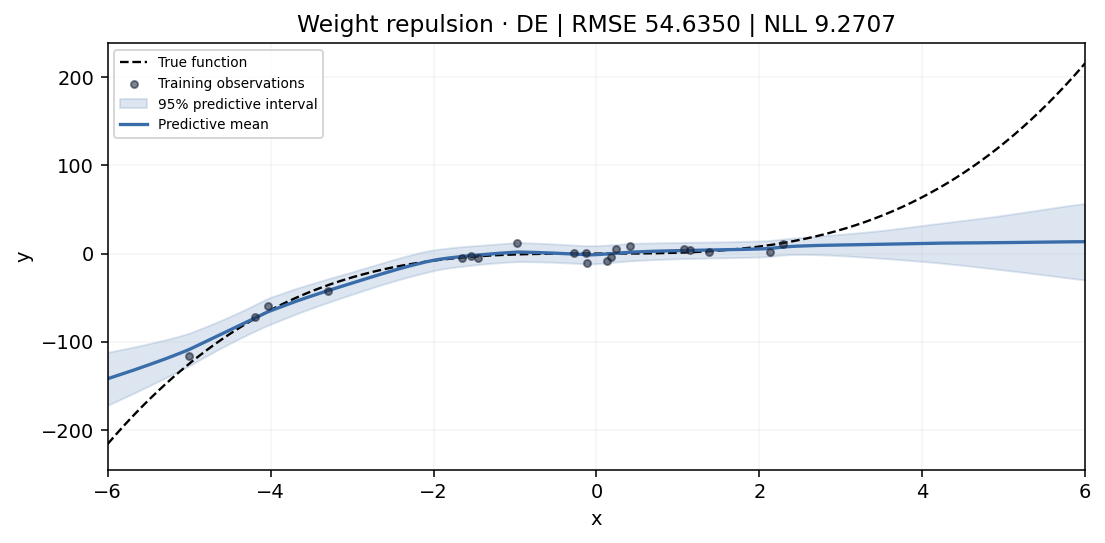 Weight repulsion · DE | RMSE 54.6350 | NLL 9.2707
True function
Training observations
95% predictive interval
Predictive mean
200
100
0
−100
−200
y
−6 −4 −2 0 2 4 6
x